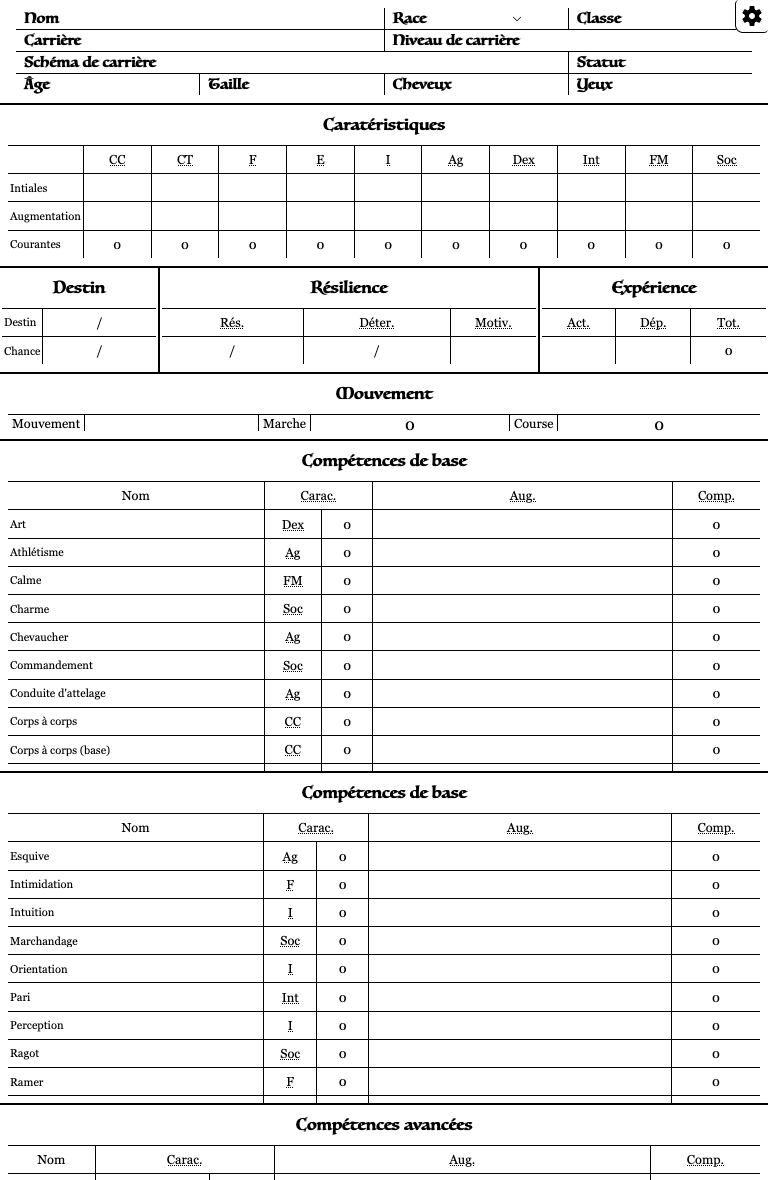 Nom Race Classe
Carrière Niveau de carrière
Schéma de carrière Statut
Âge Taille Cheveux Yeux
Caratéristiques
CC CT F E I Ag Dex Int FM Soc
Intiales
Augmentation
Courantes 0 0 0 0 0 0 0 0 0 0
Destin Résilience Expérience
Destin / Rés. Déter. Motiv. Act. Dép. Tot.
Chance / / / 0
Mouvement
Mouvement Marche 0 Course 0
Compétences de base
Nom Carac. Aug. Comp.
Art Dex 0 0
Athlétisme Ag 0 0
Calme FM 0 0
Charme Soc 0 0
Chevaucher Ag 0 0
Commandement Soc 0 0
Conduite d'attelage Ag 0 0
Corps à corps CC 0 0
Corps à corps (base) CC 0 0
Compétences de base
Nom Carac. Aug. Comp.
Esquive Ag 0 0
Intimidation F 0 0
Intuition I 0 0
Marchandage Soc 0 0
Orientation I 0 0
Pari Int 0 0
Perception I 0 0
Ragot Soc 0 0
Ramer F 0 0
Compétences avancées
Nom Carac. Aug. Comp.